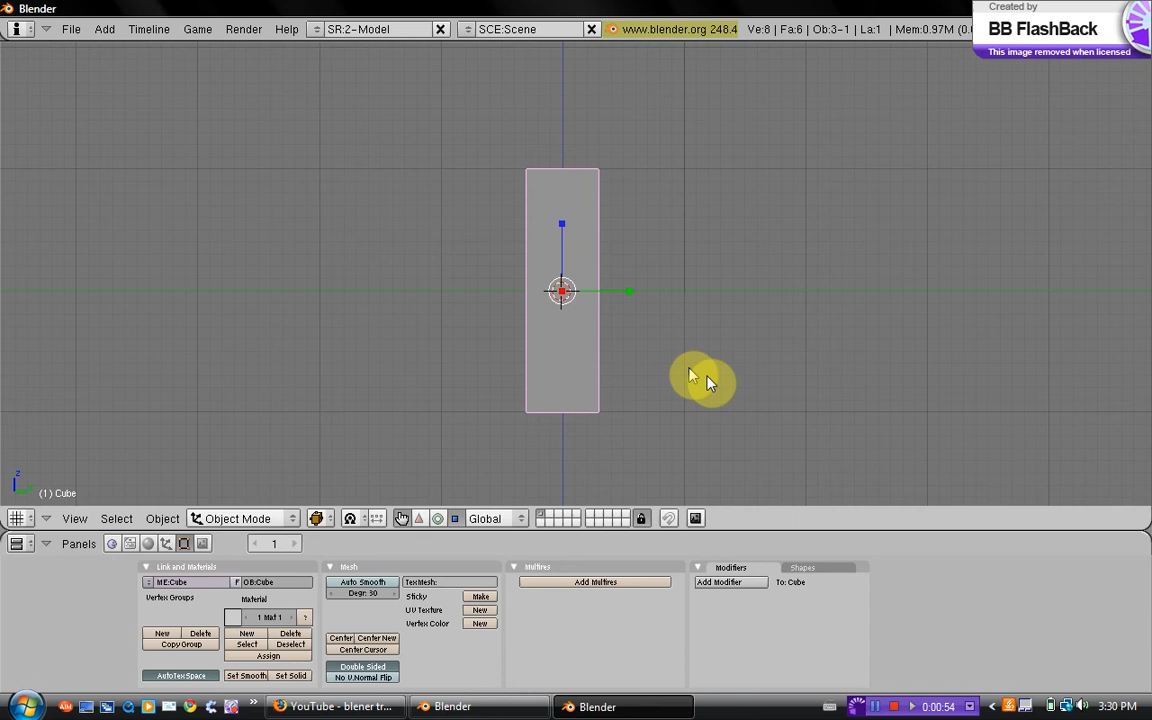 Blender
Created by
BB FlashBack
This image removed when licensed
File Add Timeline Game Render Help SR:2-Model SCE:Scene www.blender.org 248.4 Ve:8 | Fa:6 | Ob:3-1 | La:1 | Mem:0.97M
z
(1) Cube
View Select Object Object Mode Global
Panels 1
Link and Materials Mesh Multires Modifiers Shapes
ME:Cube F OB:Cube Auto Smooth TexMesh: Add Multires Add Modifier To: Cube
Degr: 30 Sticky Make
Vertex Groups Material
UV Texture New
1 Mat 1 ? Vertex Color New
New Delete New Delete Center Center New
Copy Group Select Deselect Center Cursor
Assign
Double Sided
AutoTexSpace Set Smooth Set Solid No V.Normal Flip
YouTube - blener tr... Blender Blender 0:00:54 3:30 PM